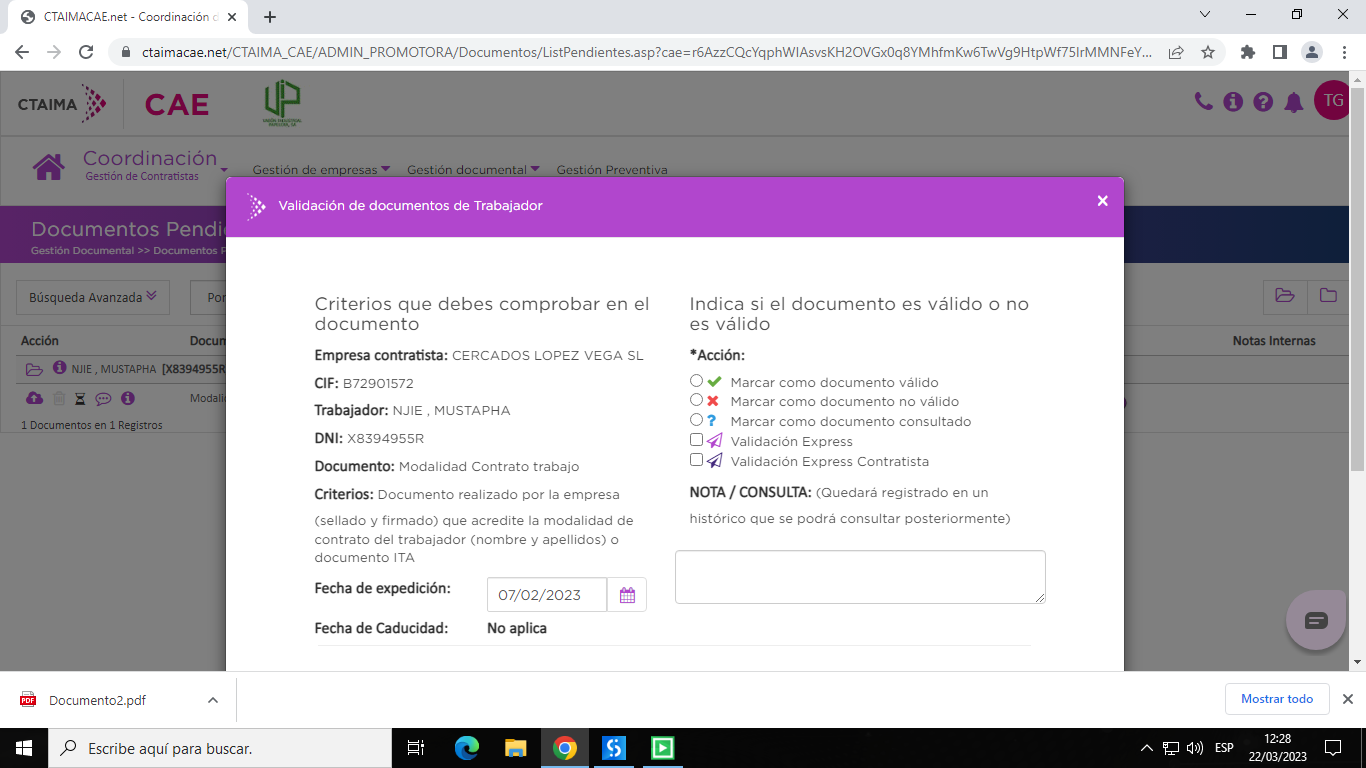 CTAIMACAE.net - Coordinación d
ctaimacae.net/CTAIMA_CAE/ADMIN_PROMOTORA/Documentos/ListPendientes.asp?cae=r6AzzCQcYqphWIAsvsKH2OVGx0q8YMhfmKw6TwVg9HtpWf75IrMMNFeY...
CTAIMA
CAE
UNIÓN INDUSTRIAL PAPELERA, SA
TG
Coordinación
Gestión de Contratistas
Gestión de empresas
Gestión documental
Gestión Preventiva
Validación de documentos de Trabajador
Documentos Pendi
Gestión Documental >> Documentos P
Búsqueda Avanzada
Por
Acción
Docum
Notas Internas
NJIE , MUSTAPHA [X8394955R
Modali
1 Documentos en 1 Registros
Criterios que debes comprobar en el
documento
Empresa contratista: CERCADOS LOPEZ VEGA SL
CIF: B72901572
Trabajador: NJIE , MUSTAPHA
DNI: X8394955R
Documento: Modalidad Contrato trabajo
Criterios: Documento realizado por la empresa
(sellado y firmado) que acredite la modalidad de
contrato del trabajador (nombre y apellidos) o
documento ITA
Fecha de expedición:
07/02/2023
Fecha de Caducidad:
No aplica
Indica si el documento es válido o no
es válido
*Acción:
Marcar como documento válido
Marcar como documento no válido
Marcar como documento consultado
Validación Express
Validación Express Contratista
NOTA / CONSULTA: (Quedará registrado en un
histórico que se podrá consultar posteriormente)
Documento2.pdf
Mostrar todo
Escribe aquí para buscar.
ESP
12:28
22/03/2023